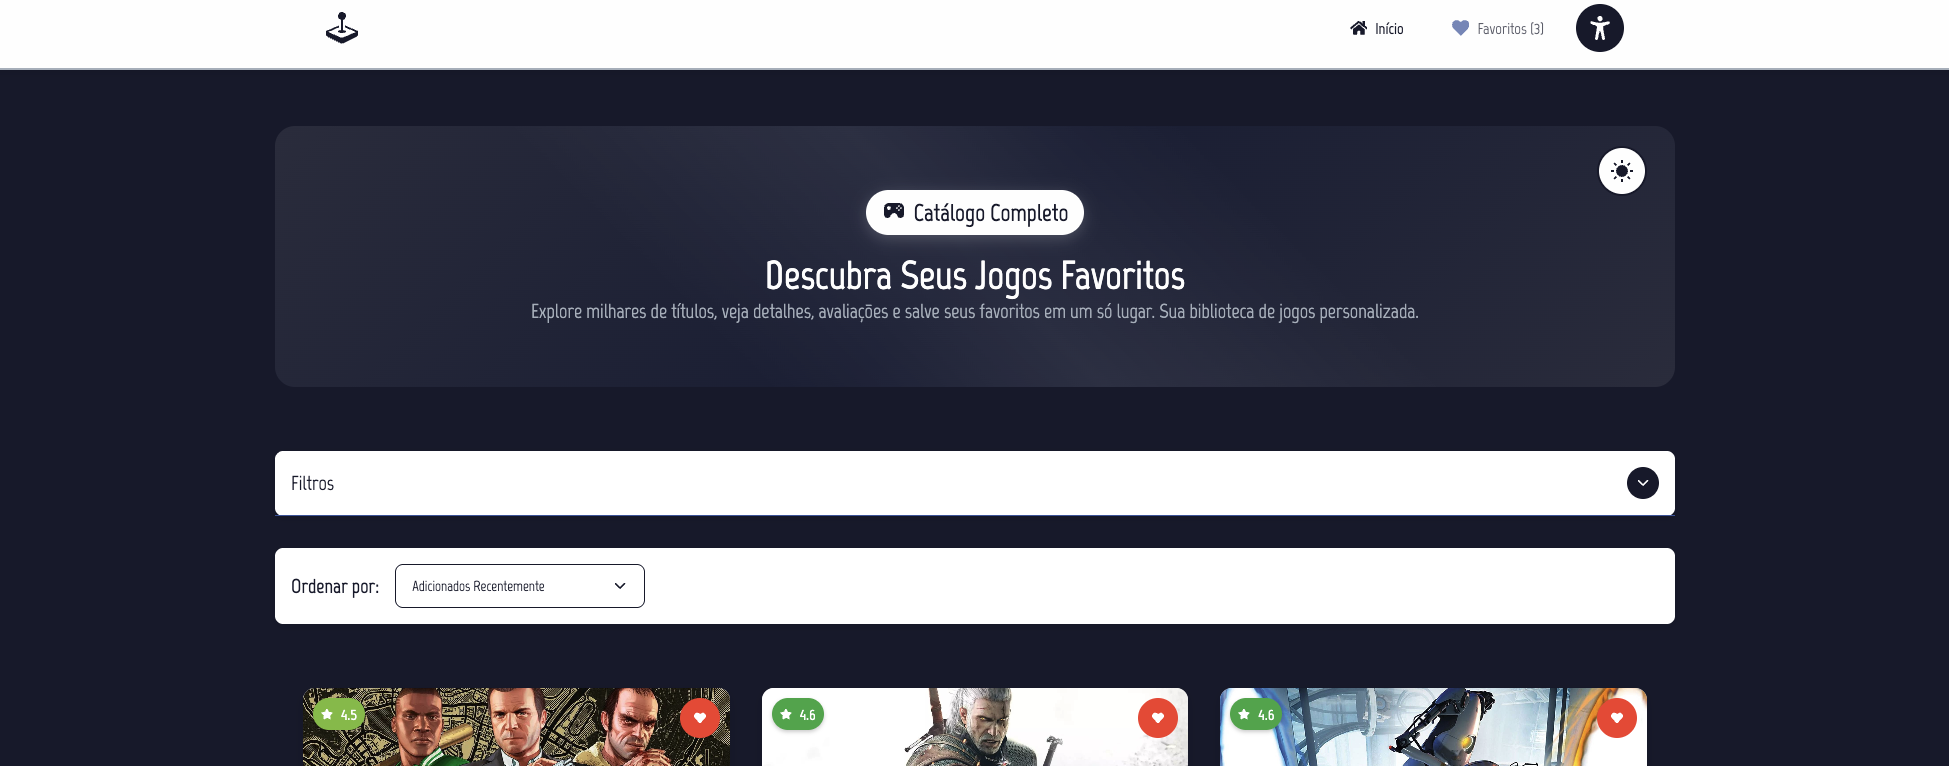 Início
Favoritos (3)
Catálogo Completo
Descubra Seus Jogos Favoritos
Explore milhares de títulos, veja detalhes, avaliações e salve seus favoritos em um só lugar. Sua biblioteca de jogos personalizada.
Filtros
Ordenar por:
Adicionados Recentemente
4.5
4.6
4.6